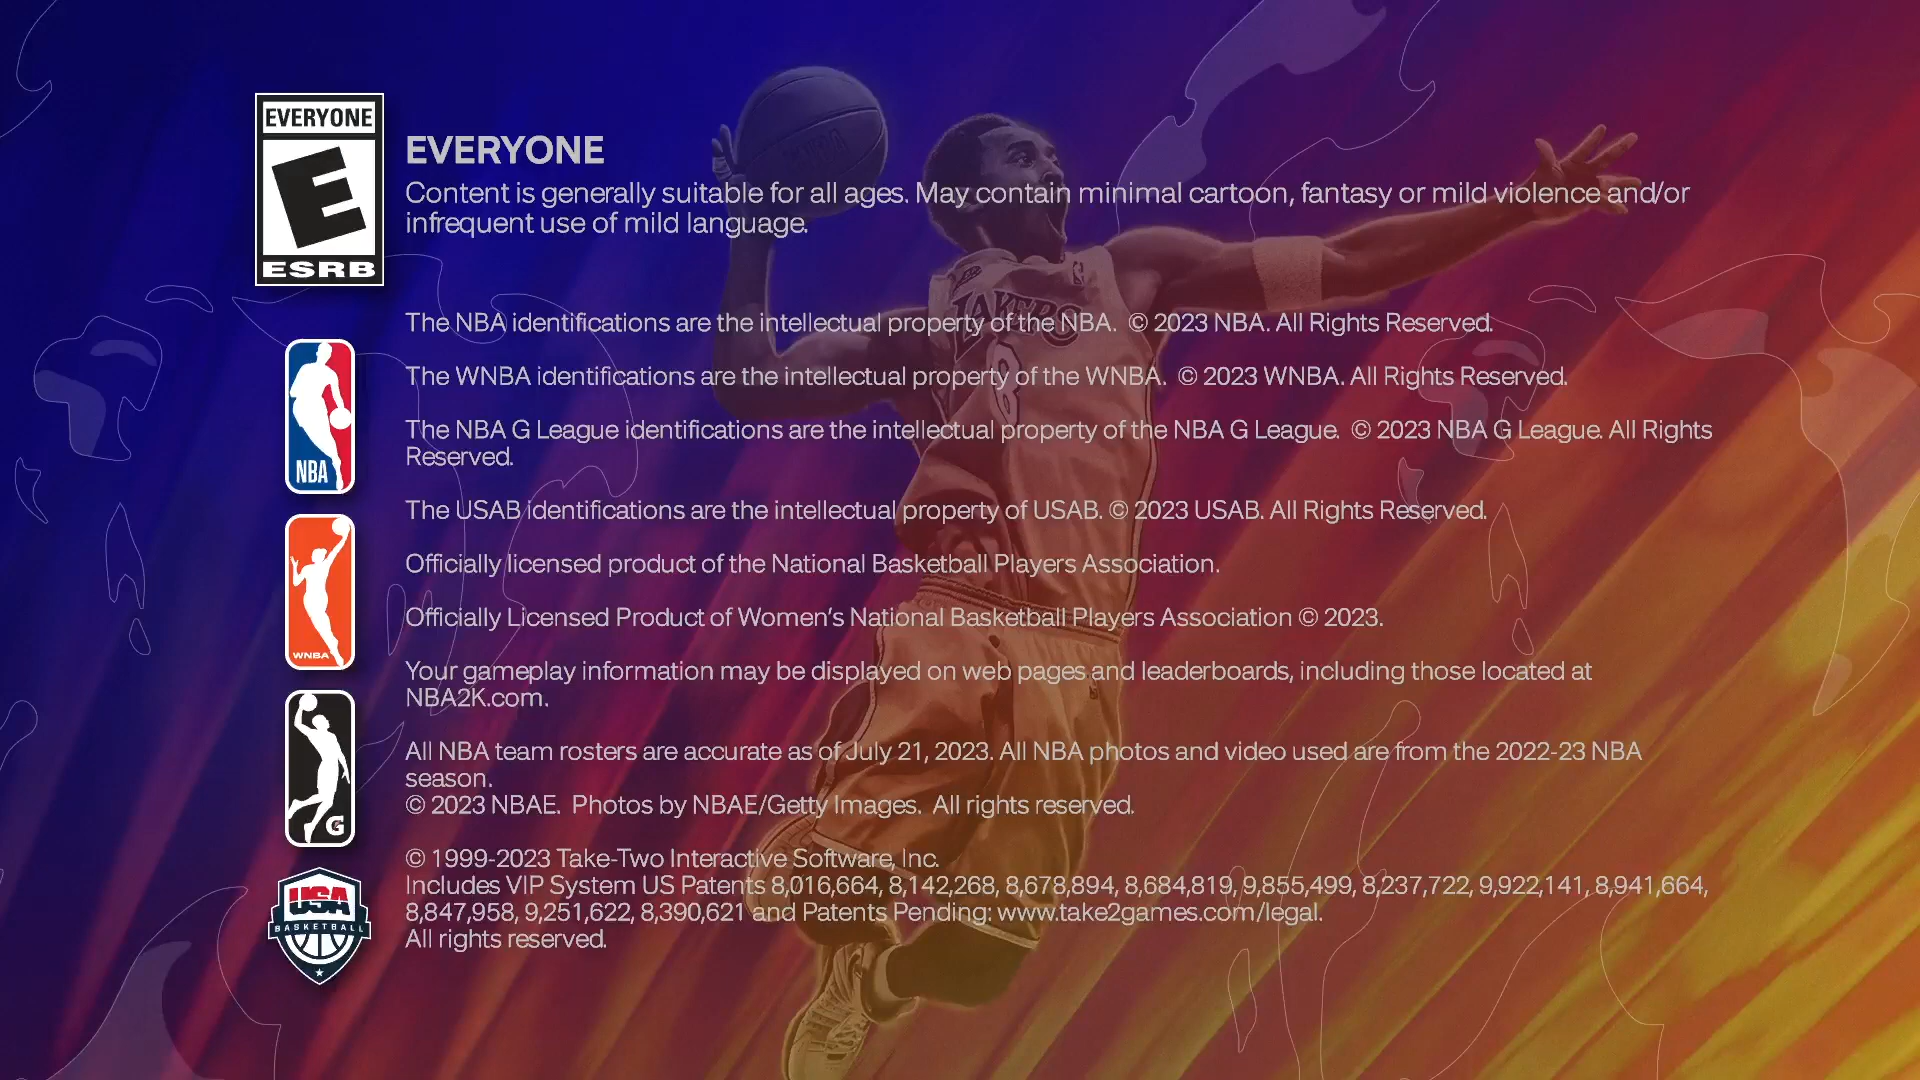 EVERYONE
E
ESRB
EVERYONE
Content is generally suitable for all ages. May contain minimal cartoon, fantasy or mild violence and/or
infrequent use of mild language.
The NBA identifications are the intellectual property of the NBA.  © 2023 NBA. All Rights Reserved.
The WNBA identifications are the intellectual property of the WNBA.  © 2023 WNBA. All Rights Reserved.
The NBA G League identifications are the intellectual property of the NBA G League.  © 2023 NBA G League. All Rights
Reserved.
The USAB identifications are the intellectual property of USAB. © 2023 USAB. All Rights Reserved.
Officially licensed product of the National Basketball Players Association.
Officially Licensed Product of Women’s National Basketball Players Association © 2023.
Your gameplay information may be displayed on web pages and leaderboards, including those located at
NBA2K.com.
All NBA team rosters are accurate as of July 21, 2023. All NBA photos and video used are from the 2022-23 NBA
season.
© 2023 NBAE.  Photos by NBAE/Getty Images.  All rights reserved.
© 1999-2023 Take-Two Interactive Software, Inc.
Includes VIP System US Patents 8,016,664, 8,142,268, 8,678,894, 8,684,819, 9,855,499, 8,237,722, 9,922,141, 8,941,664,
8,847,958, 9,251,622, 8,390,621 and Patents Pending: www.take2games.com/legal.
All rights reserved.
NBA
WNBA
G
USA
BASKETBALL
LAKERS
8